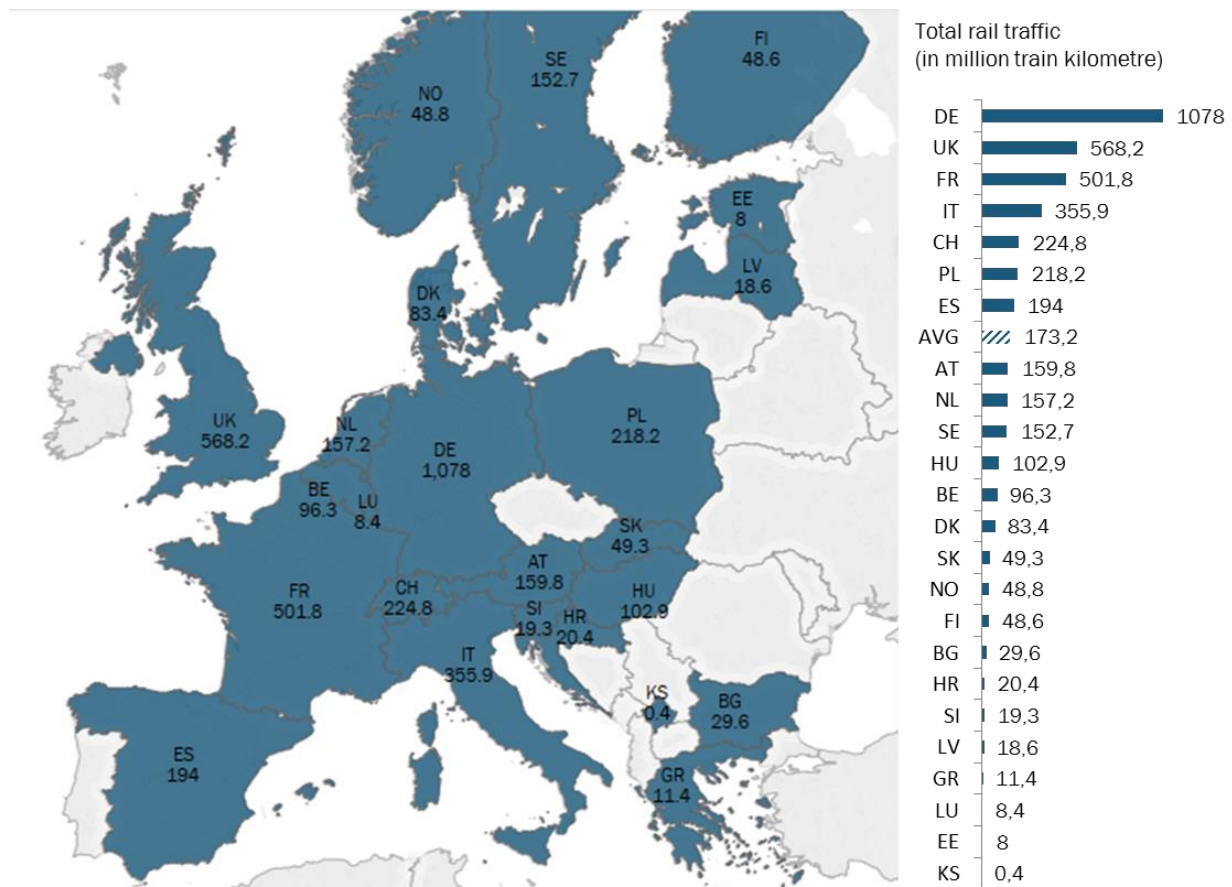 FI
48.6
SE
152.7
NO
48.8
EE
8
LV
18.6
DK
83.4
UK
568.2
NL
157.2
DE
1,078
PL
218.2
BE
96.3
LU
8.4
SK
49.3
AT
159.8
FR
501.8
CH
224.8
HU
102.9
SI
19.3
HR
20.4
IT
355.9
KS
0.4
BG
29.6
ES
194
GR
11.4
Total rail traffic
(in million train kilometre)
DE 1078
UK 568,2
FR 501,8
IT 355,9
CH 224,8
PL 218,2
ES 194
AVG 173,2
AT 159,8
NL 157,2
SE 152,7
HU 102,9
BE 96,3
DK 83,4
SK 49,3
NO 48,8
FI 48,6
BG 29,6
HR 20,4
SI 19,3
LV 18,6
GR 11,4
LU 8,4
EE 8
KS 0,4